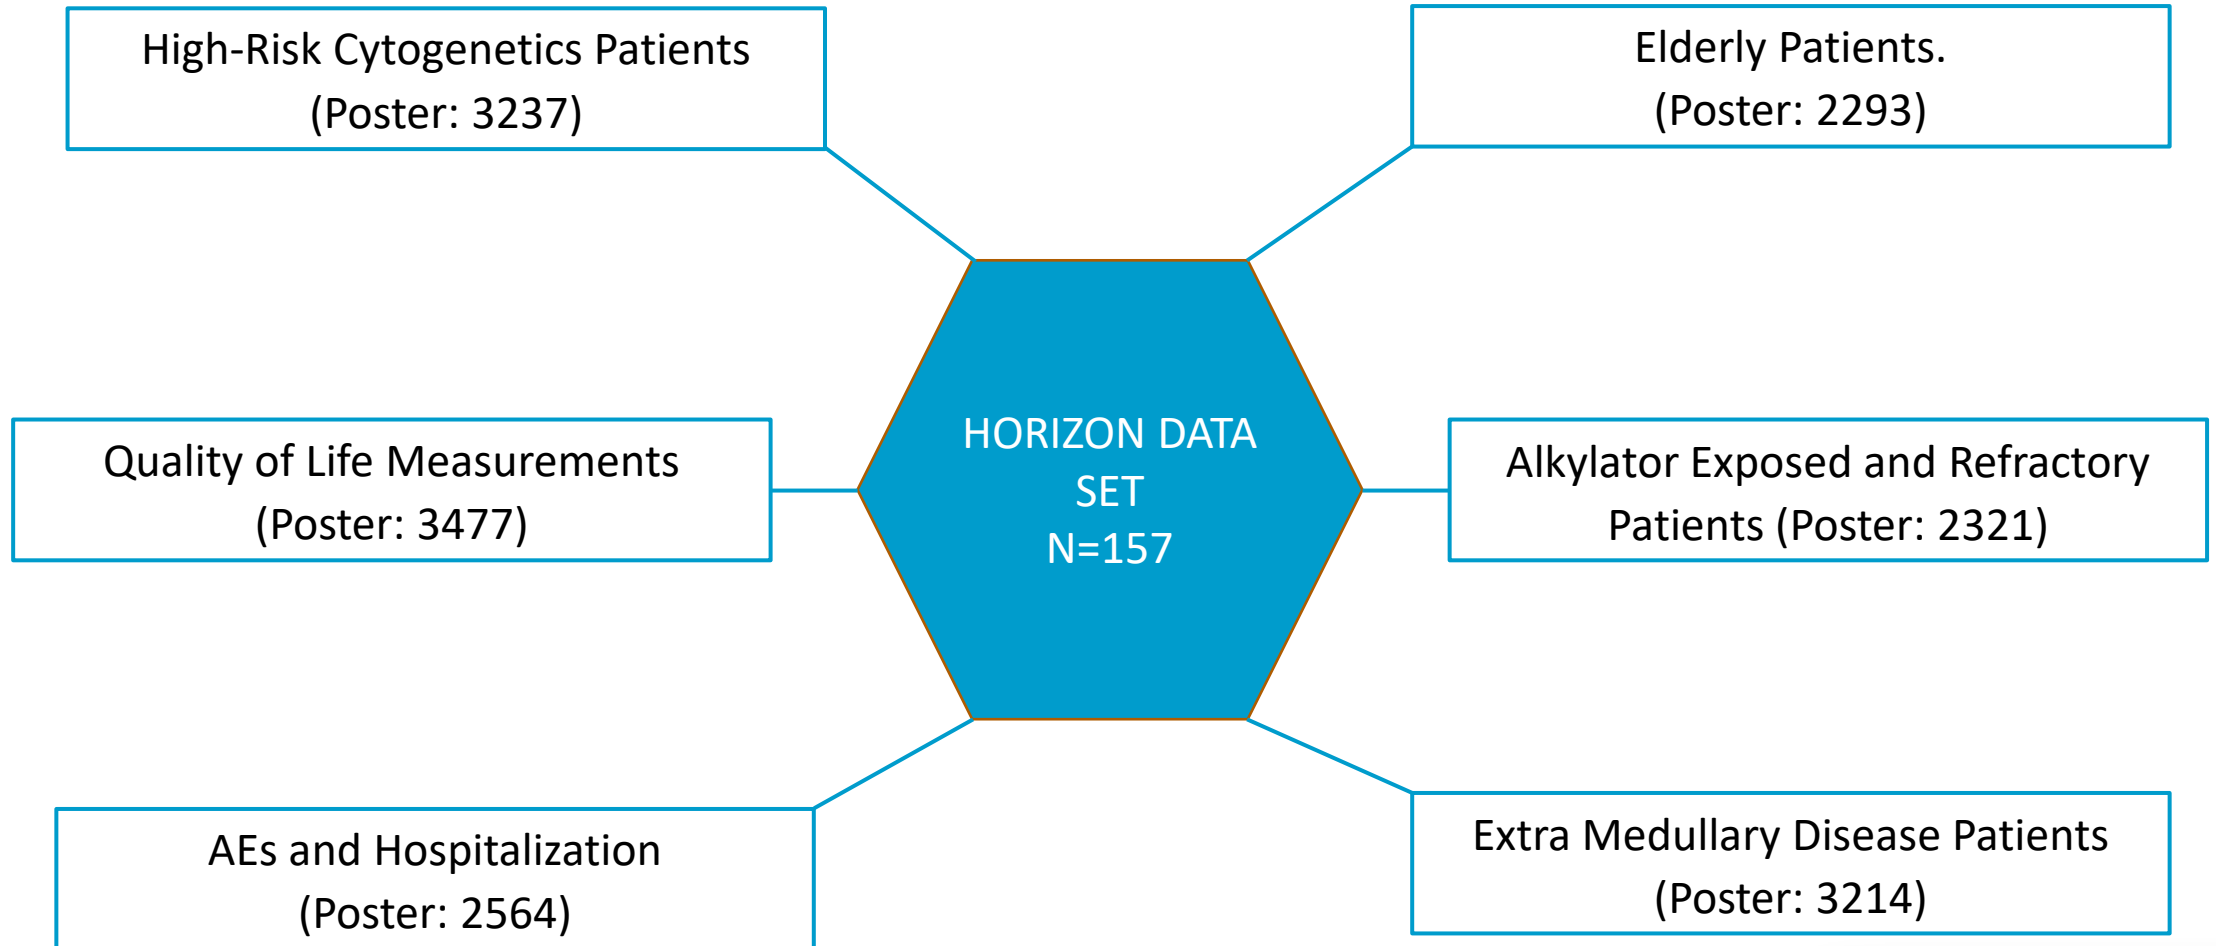 High-Risk Cytogenetics Patients
(Poster: 3237)
Elderly Patients.
(Poster: 2293)
Quality of Life Measurements
(Poster: 3477)
HORIZON DATA
SET
N=157
Alkylator Exposed and Refractory
Patients (Poster: 2321)
AEs and Hospitalization
(Poster: 2564)
Extra Medullary Disease Patients
(Poster: 3214)